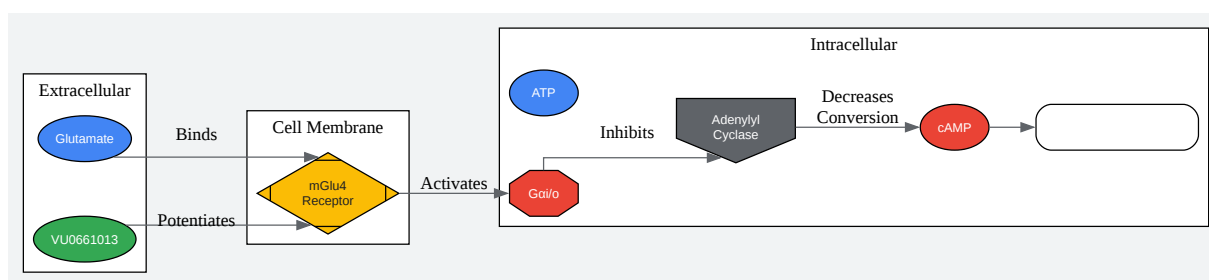 Extracellular
Glutamate
VU0661013
Binds
Potentiates
Cell Membrane
mGlu4
Receptor
Activates
Intracellular
ATP
Gαi/o
Inhibits
Adenylyl
Cyclase
Decreases
Conversion
cAMP